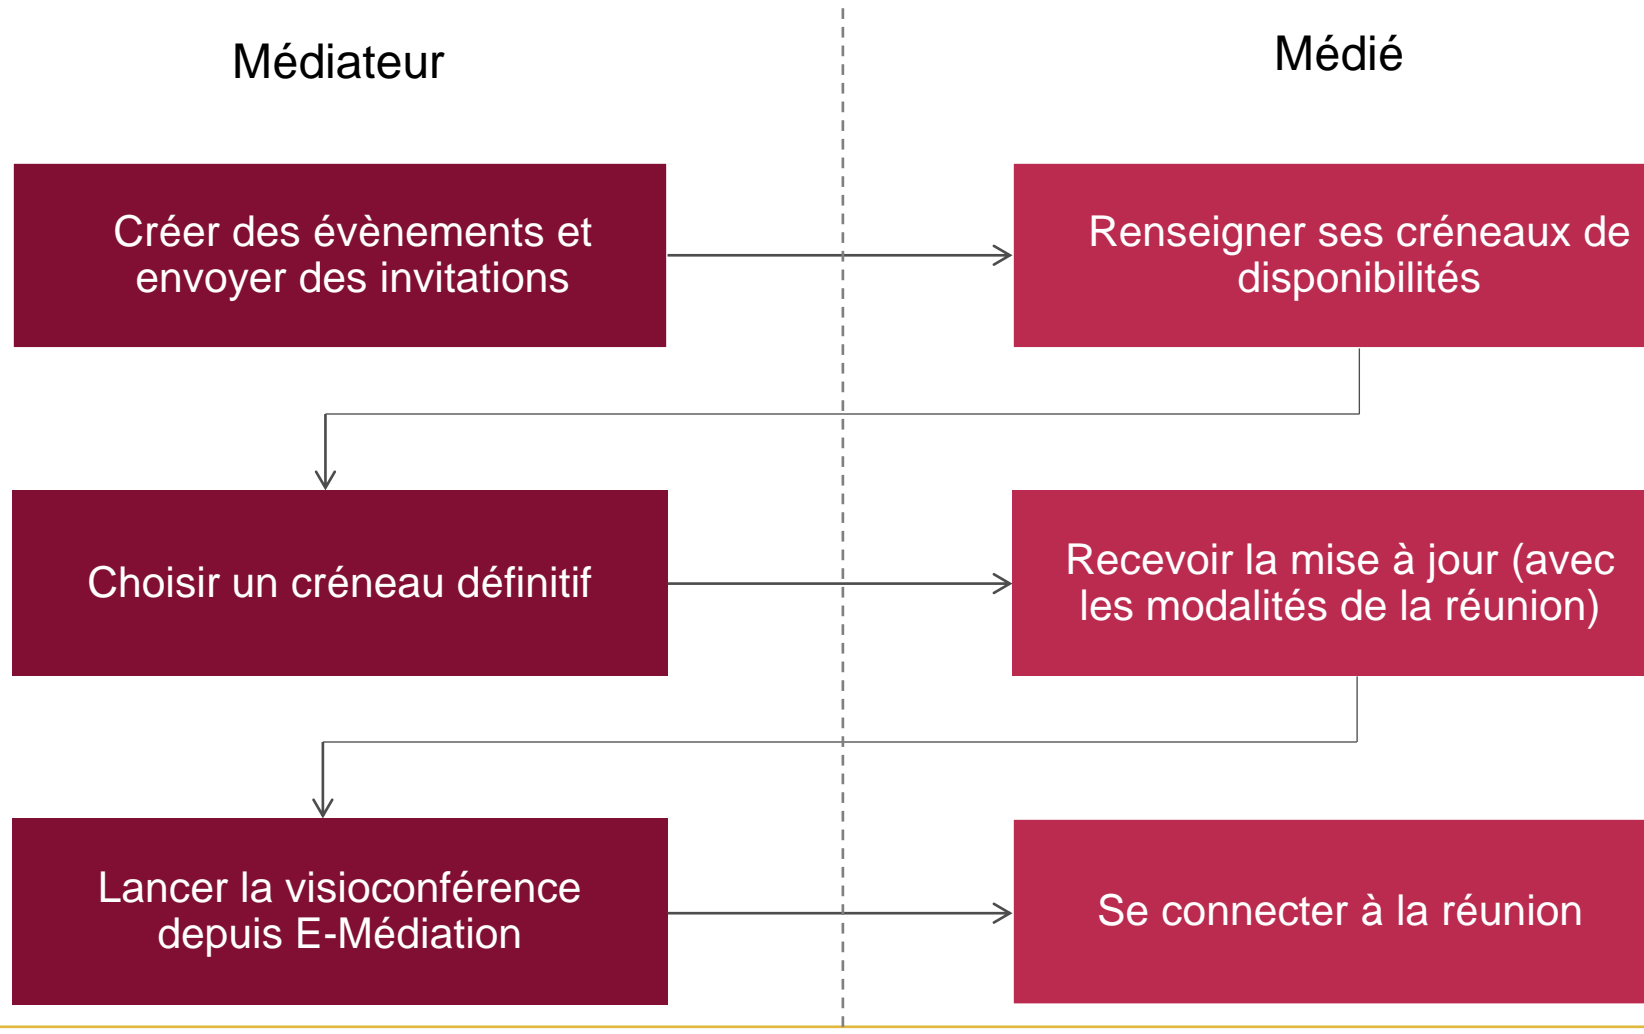 Médiateur
Médié
Créer des évènements et
envoyer des invitations
Renseigner ses créneaux de
disponibilités
Choisir un créneau définitif
Recevoir la mise à jour (avec
les modalités de la réunion)
Lancer la visioconférence
depuis E-Médiation
Se connecter à la réunion